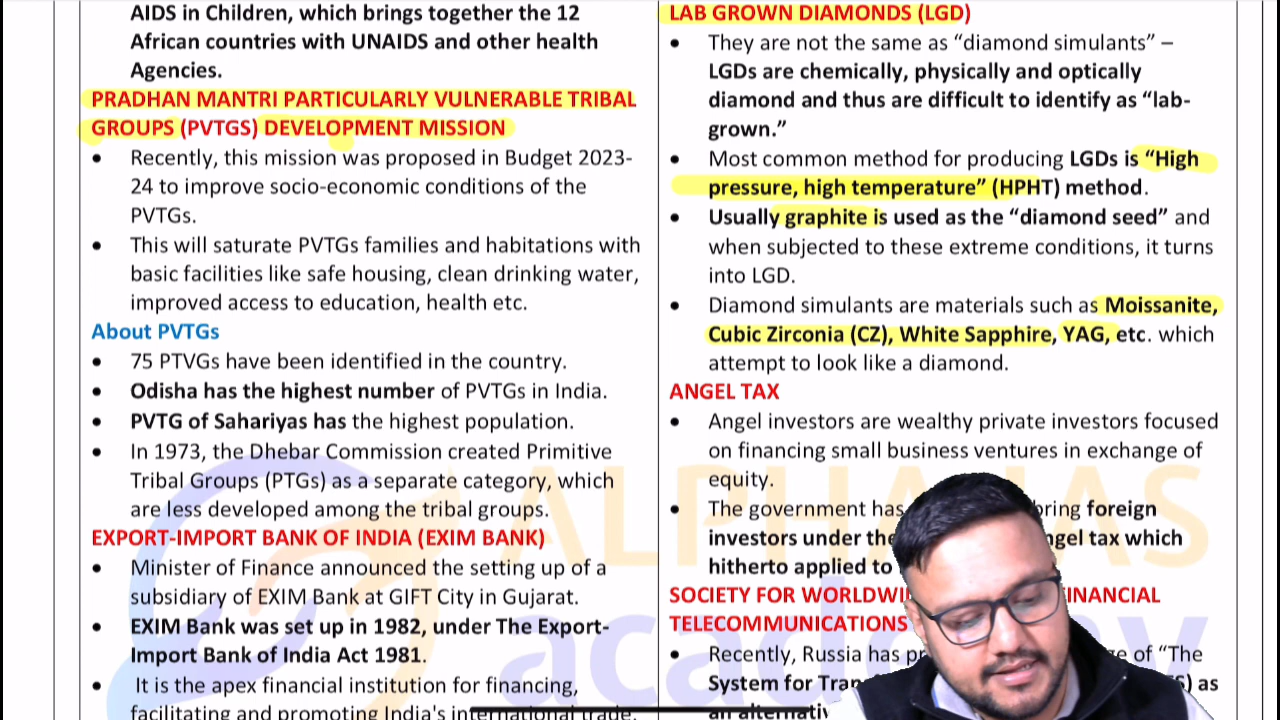 AIDS in Children, which brings together the 12
African countries with UNAIDS and other health
Agencies.
PRADHAN MANTRI PARTICULARLY VULNERABLE TRIBAL
GROUPS (PVTGS) DEVELOPMENT MISSION
• Recently, this mission was proposed in Budget 2023-
24 to improve socio-economic conditions of the
PVTGs.
• This will saturate PVTGs families and habitations with
basic facilities like safe housing, clean drinking water,
improved access to education, health etc.
About PVTGs
• 75 PTVGs have been identified in the country.
• Odisha has the highest number of PVTGs in India.
• PVTG of Sahariyas has the highest population.
• In 1973, the Dhebar Commission created Primitive
Tribal Groups (PTGs) as a separate category, which
are less developed among the tribal groups.
EXPORT-IMPORT BANK OF INDIA (EXIM BANK)
• Minister of Finance announced the setting up of a
subsidiary of EXIM Bank at GIFT City in Gujarat.
• EXIM Bank was set up in 1982, under The Export-
Import Bank of India Act 1981.
• It is the apex financial institution for financing,
facilitating and promoting India's international trade.
LAB GROWN DIAMONDS (LGD)
• They are not the same as “diamond simulants” –
LGDs are chemically, physically and optically
diamond and thus are difficult to identify as “lab-
grown.”
• Most common method for producing LGDs is “High
pressure, high temperature” (HPHT) method.
• Usually graphite is used as the “diamond seed” and
when subjected to these extreme conditions, it turns
into LGD.
• Diamond simulants are materials such as Moissanite,
Cubic Zirconia (CZ), White Sapphire, YAG, etc. which
attempt to look like a diamond.
ANGEL TAX
• Angel investors are wealthy private investors focused
on financing small business ventures in exchange of
equity.
• The government has bring foreign
investors under the angel tax which
hitherto applied to
SOCIETY FOR WORLDWIDE FINANCIAL
TELECOMMUNICATIONS
• Recently, Russia has of “The
System for as
an
ALPHA IAS
academy